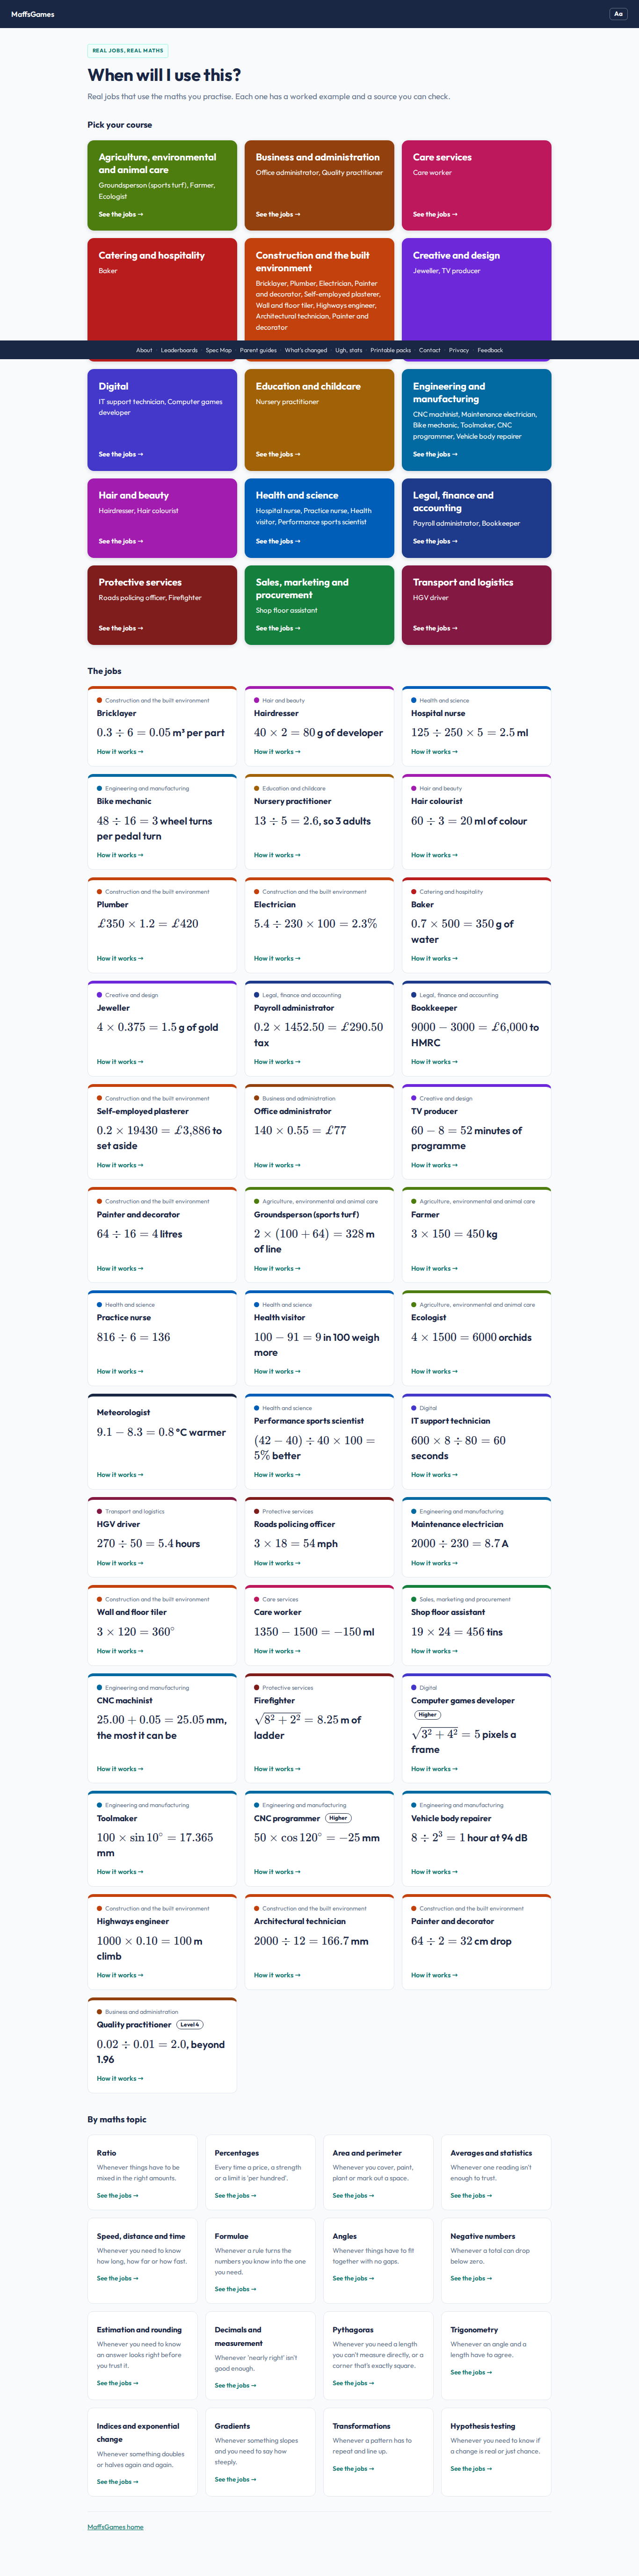 MaffsGames
Aa
REAL JOBS, REAL MATHS
When will I use this?
Real jobs that use the maths you practise. Each one has a worked example and a source you can check.
Pick your course
Agriculture, environmental
and animal care
Groundsperson (sports turf), Farmer,
Ecologist
See the jobs →
Business and administration
Office administrator, Quality practitioner
See the jobs →
Care services
Care worker
See the jobs →
Catering and hospitality
Baker
Construction and the built
environment
Bricklayer, Plumber, Electrician, Painter
and decorator, Self-employed plasterer,
Wall and floor tiler, Highways engineer,
Architectural technician, Painter and
decorator
Creative and design
Jeweller, TV producer
About Leaderboards Spec Map Parent guides What's changed Ugh, stats Printable packs Contact Privacy Feedback
Digital
IT support technician, Computer games
developer
See the jobs →
Education and childcare
Nursery practitioner
See the jobs →
Engineering and
manufacturing
CNC machinist, Maintenance electrician,
Bike mechanic, Toolmaker, CNC
programmer, Vehicle body repairer
See the jobs →
Hair and beauty
Hairdresser, Hair colourist
See the jobs →
Health and science
Hospital nurse, Practice nurse, Health
visitor, Performance sports scientist
See the jobs →
Legal, finance and
accounting
Payroll administrator, Bookkeeper
See the jobs →
Protective services
Roads policing officer, Firefighter
See the jobs →
Sales, marketing and
procurement
Shop floor assistant
See the jobs →
Transport and logistics
HGV driver
See the jobs →
The jobs
Construction and the built environment
Bricklayer
0.3 ÷ 6 = 0.05 m³ per part
How it works →
Hair and beauty
Hairdresser
40 × 2 = 80 g of developer
How it works →
Health and science
Hospital nurse
125 ÷ 250 × 5 = 2.5 ml
How it works →
Engineering and manufacturing
Bike mechanic
48 ÷ 16 = 3 wheel turns
per pedal turn
How it works →
Education and childcare
Nursery practitioner
13 ÷ 5 = 2.6, so 3 adults
How it works →
Hair and beauty
Hair colourist
60 ÷ 3 = 20 ml of colour
How it works →
Construction and the built environment
Plumber
£350 × 1.2 = £420
How it works →
Construction and the built environment
Electrician
5.4 ÷ 230 × 100 = 2.3%
How it works →
Catering and hospitality
Baker
0.7 × 500 = 350 g of
water
How it works →
Creative and design
Jeweller
4 × 0.375 = 1.5 g of gold
How it works →
Legal, finance and accounting
Payroll administrator
0.2 × 1452.50 = £290.50
tax
How it works →
Legal, finance and accounting
Bookkeeper
9000 − 3000 = £6,000 to
HMRC
How it works →
Construction and the built environment
Self-employed plasterer
0.2 × 19430 = £3,886 to
set aside
How it works →
Business and administration
Office administrator
140 × 0.55 = £77
How it works →
Creative and design
TV producer
60 − 8 = 52 minutes of
programme
How it works →
Construction and the built environment
Painter and decorator
64 ÷ 16 = 4 litres
How it works →
Agriculture, environmental and animal care
Groundsperson (sports turf)
2 × (100 + 64) = 328 m
of line
How it works →
Agriculture, environmental and animal care
Farmer
3 × 150 = 450 kg
How it works →
Health and science
Practice nurse
816 ÷ 6 = 136
How it works →
Health and science
Health visitor
100 − 91 = 9 in 100 weigh
more
How it works →
Agriculture, environmental and animal care
Ecologist
4 × 1500 = 6000 orchids
How it works →
Meteorologist
9.1 − 8.3 = 0.8 °C warmer
How it works →
Health and science
Performance sports scientist
(42 − 40) ÷ 40 × 100 =
5% better
How it works →
Digital
IT support technician
600 × 8 ÷ 80 = 60
seconds
How it works →
Transport and logistics
HGV driver
270 ÷ 50 = 5.4 hours
How it works →
Protective services
Roads policing officer
3 × 18 = 54 mph
How it works →
Engineering and manufacturing
Maintenance electrician
2000 ÷ 230 = 8.7 A
How it works →
Construction and the built environment
Wall and floor tiler
3 × 120 = 360°
How it works →
Care services
Care worker
1350 − 1500 = −150 ml
How it works →
Sales, marketing and procurement
Shop floor assistant
19 × 24 = 456 tins
How it works →
Engineering and manufacturing
CNC machinist
25.00 + 0.05 = 25.05 mm,
the most it can be
How it works →
Protective services
Firefighter
√8² + 2² = 8.25 m of
ladder
How it works →
Digital
Computer games developer
Higher
√3² + 4² = 5 pixels a
frame
How it works →
Engineering and manufacturing
Toolmaker
100 × sin 10° = 17.365
mm
How it works →
Engineering and manufacturing
CNC programmer Higher
50 × cos 120° = −25 mm
How it works →
Engineering and manufacturing
Vehicle body repairer
8 ÷ 2³ = 1 hour at 94 dB
How it works →
Construction and the built environment
Highways engineer
1000 × 0.10 = 100 m
climb
How it works →
Construction and the built environment
Architectural technician
2000 ÷ 12 = 166.7 mm
How it works →
Construction and the built environment
Painter and decorator
64 ÷ 2 = 32 cm drop
How it works →
Business and administration
Quality practitioner Level 4
0.02 ÷ 0.01 = 2.0, beyond
1.96
How it works →
By maths topic
Ratio
Whenever things have to be
mixed in the right amounts.
See the jobs →
Percentages
Every time a price, a strength
or a limit is 'per hundred'.
See the jobs →
Area and perimeter
Whenever you cover, paint,
plant or mark out a space.
See the jobs →
Averages and statistics
Whenever one reading isn't
enough to trust.
See the jobs →
Speed, distance and time
Whenever you need to know
how long, how far or how fast.
See the jobs →
Formulae
Whenever a rule turns the
numbers you know into the one
you need.
See the jobs →
Angles
Whenever things have to fit
together with no gaps.
See the jobs →
Negative numbers
Whenever a total can drop
below zero.
See the jobs →
Estimation and rounding
Whenever you need to know
an answer looks right before
you trust it.
See the jobs →
Decimals and
measurement
Whenever 'nearly right' isn't
good enough.
See the jobs →
Pythagoras
Whenever you need a length
you can't measure directly, or a
corner that's exactly square.
See the jobs →
Trigonometry
Whenever an angle and a
length have to agree.
See the jobs →
Indices and exponential
change
Whenever something doubles
or halves again and again.
See the jobs →
Gradients
Whenever something slopes
and you need to say how
steeply.
See the jobs →
Transformations
Whenever a pattern has to
repeat and line up.
See the jobs →
Hypothesis testing
Whenever you need to know if
a change is real or just chance.
See the jobs →
MaffsGames home